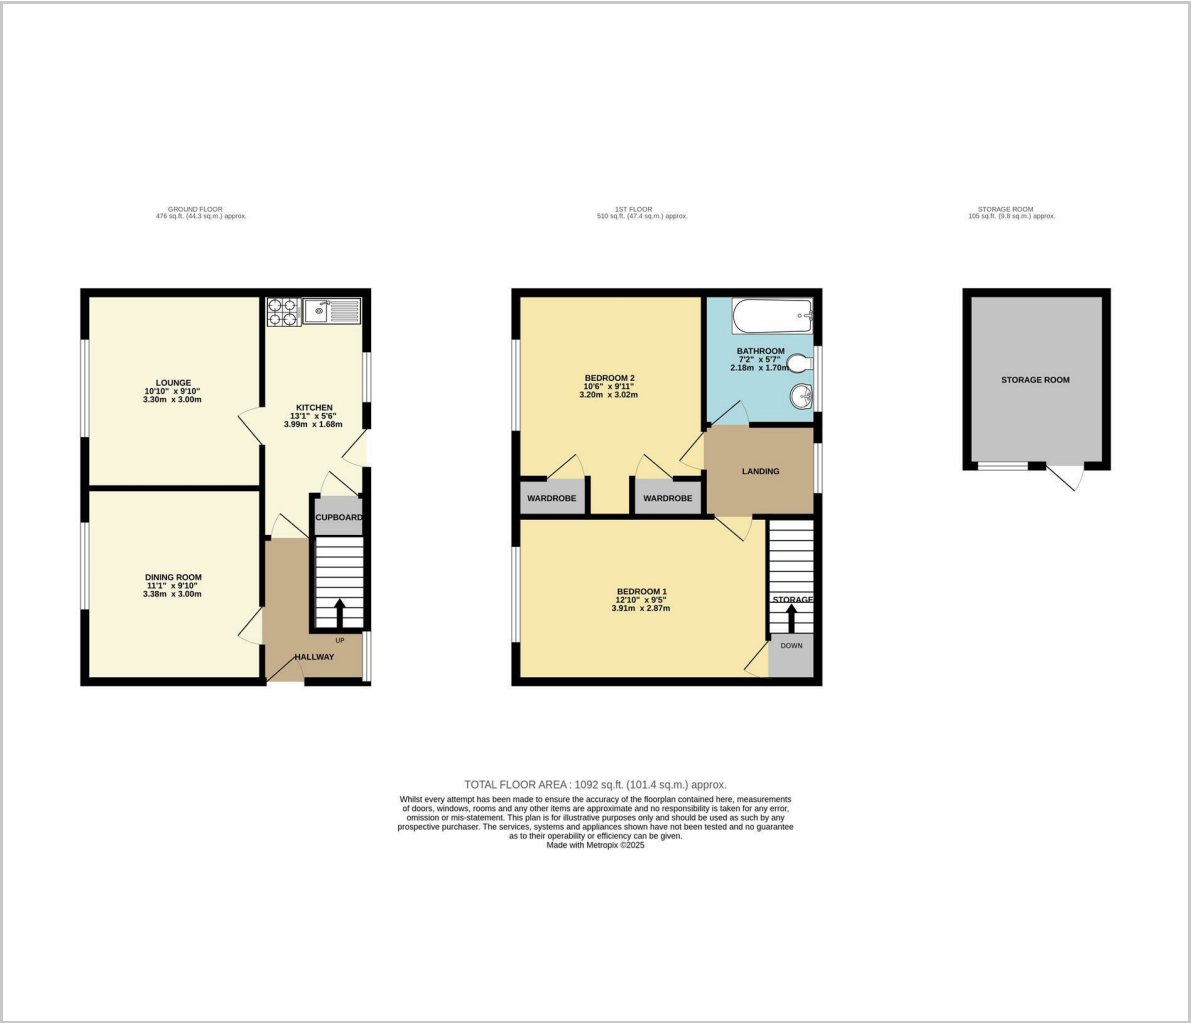 GROUND FLOOR
476 sq.ft. (44.3 sq.m.) approx.
1ST FLOOR
510 sq.ft. (47.4 sq.m.) approx.
STORAGE ROOM
105 sq.ft. (9.8 sq.m.) approx.
LOUNGE
10'10" x 9'10"
3.30m x 3.00m
KITCHEN
13'1" x 5'6"
3.99m x 1.68m
CUPBOARD
DINING ROOM
11'1" x 9'10"
3.38m x 3.00m
UP
HALLWAY
BEDROOM 2
10'6" x 9'11"
3.20m x 3.02m
BATHROOM
7'2" x 5'7"
2.18m x 1.70m
LANDING
WARDROBE
WARDROBE
BEDROOM 1
12'10" x 9'5"
3.91m x 2.87m
STORAGE
DOWN
STORAGE ROOM
TOTAL FLOOR AREA : 1092 sq.ft. (101.4 sq.m.) approx.
Whilst every attempt has been made to ensure the accuracy of the floorplan contained here, measurements
of doors, windows, rooms and any other items are approximate and no responsibility is taken for any error,
omission or mis-statement. This plan is for illustrative purposes only and should be used as such by any
prospective purchaser. The services, systems and appliances shown have not been tested and no guarantee
as to their operability or efficiency can be given.
Made with Metropix ©2025